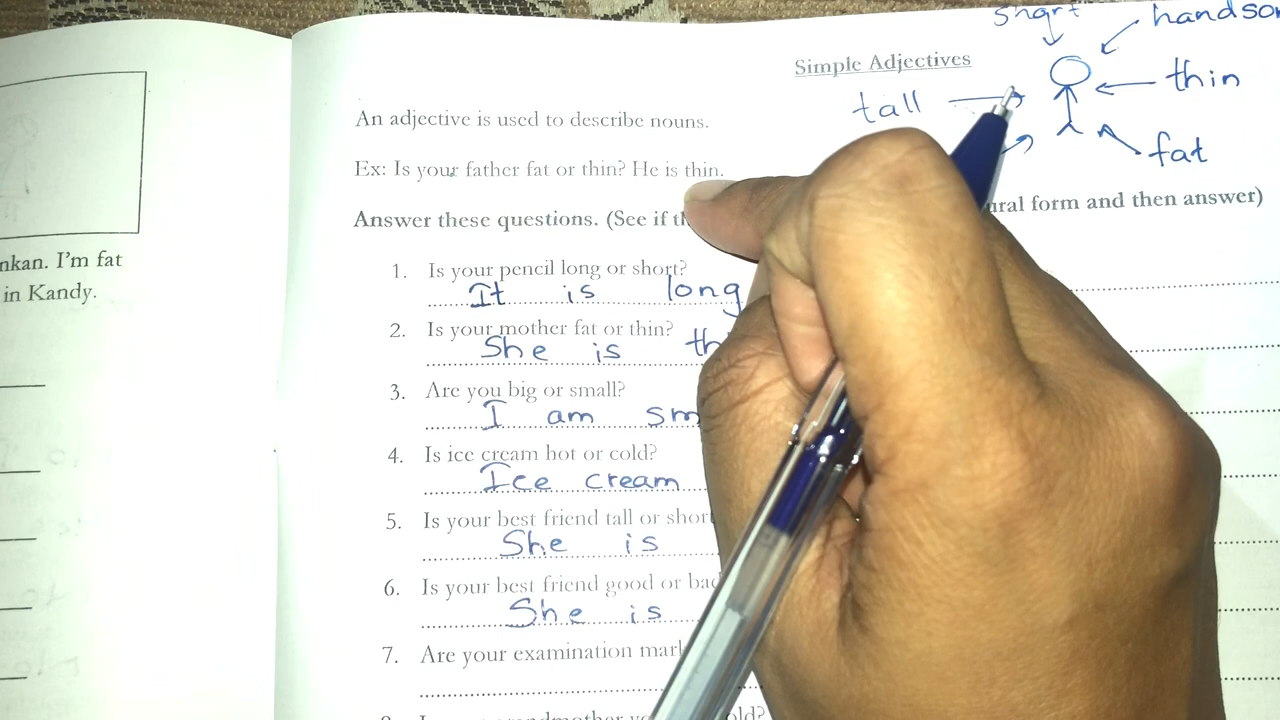 short
handso
Simple Adjectives
thin
tall
An adjective is used to describe nouns.
fat
Ex: Is your father fat or thin? He is thin.
Answer these questions. (See if th ural form and then answer)
nkan. I'm fat
in Kandy.
1. Is your pencil long or short?
It is long
2. Is your mother fat or thin?
She is th
3. Are you big or small?
I am sm
4. Is ice cream hot or cold?
Ice cream
5. Is your best friend tall or short
She is
6. Is your best friend good or bad
She is
7. Are your examination mark
old?